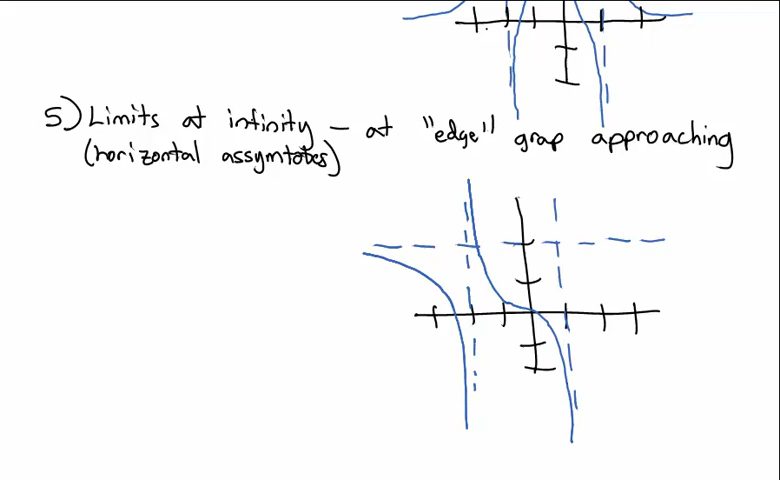 5) Limits at infinity – at "edge" grap approaching
(horizontal assymtotes)